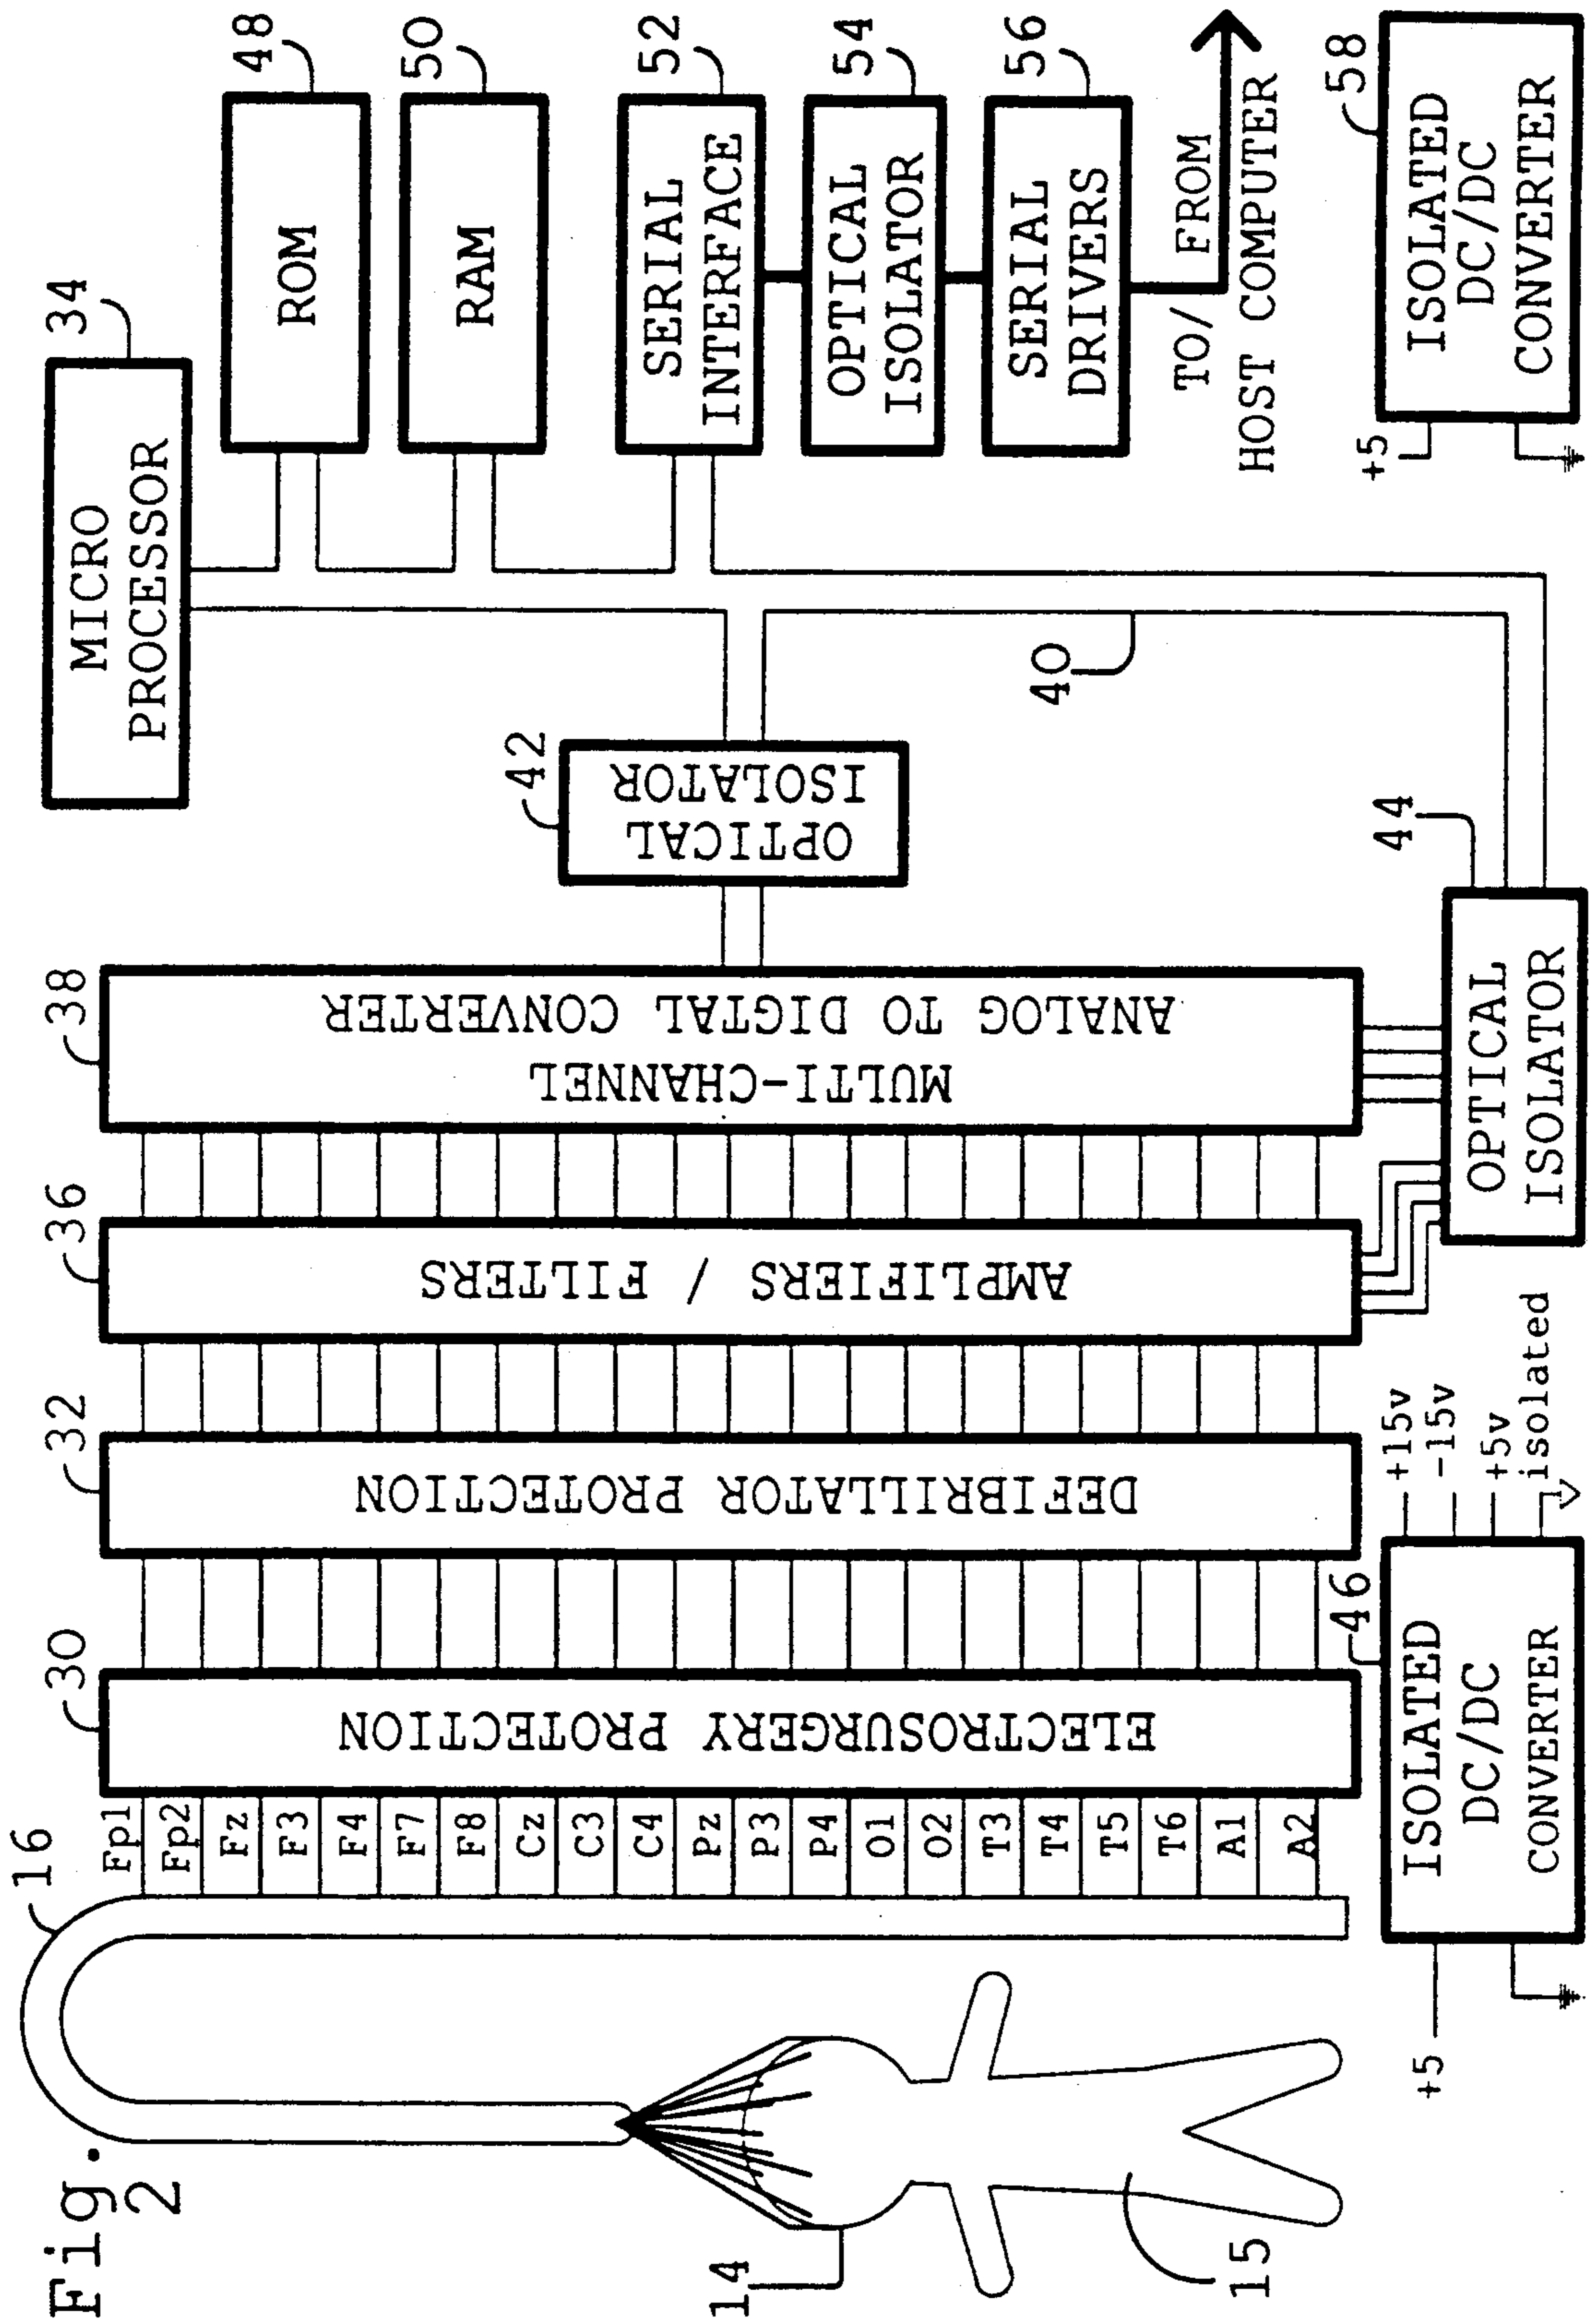 Fig.
2
14
15
16
Fp1
Fp2
Fz
F3
F4
F7
F8
Cz
C3
C4
Pz
P3
P4
O1
O2
T3
T4
T5
T6
A1
A2
30
ELECTROSURGERY PROTECTION
32
DEFIBRILLATOR PROTECTION
36
AMPLIFIERS / FILTERS
38
MULTI-CHANNEL
ANALOG TO DIGTAL CONVERTER
42
OPTICAL
ISOLATOR
34
MICRO
PROCESSOR
48
ROM
50
RAM
52
SERIAL
INTERFACE
54
OPTICAL
ISOLATOR
56
SERIAL
DRIVERS
TO/ FROM
HOST COMPUTER
40
44
OPTICAL
ISOLATOR
46
+5
ISOLATED
DC/DC
CONVERTER
+15v
-15v
+5v
isolated
58
+5
ISOLATED
DC/DC
CONVERTER